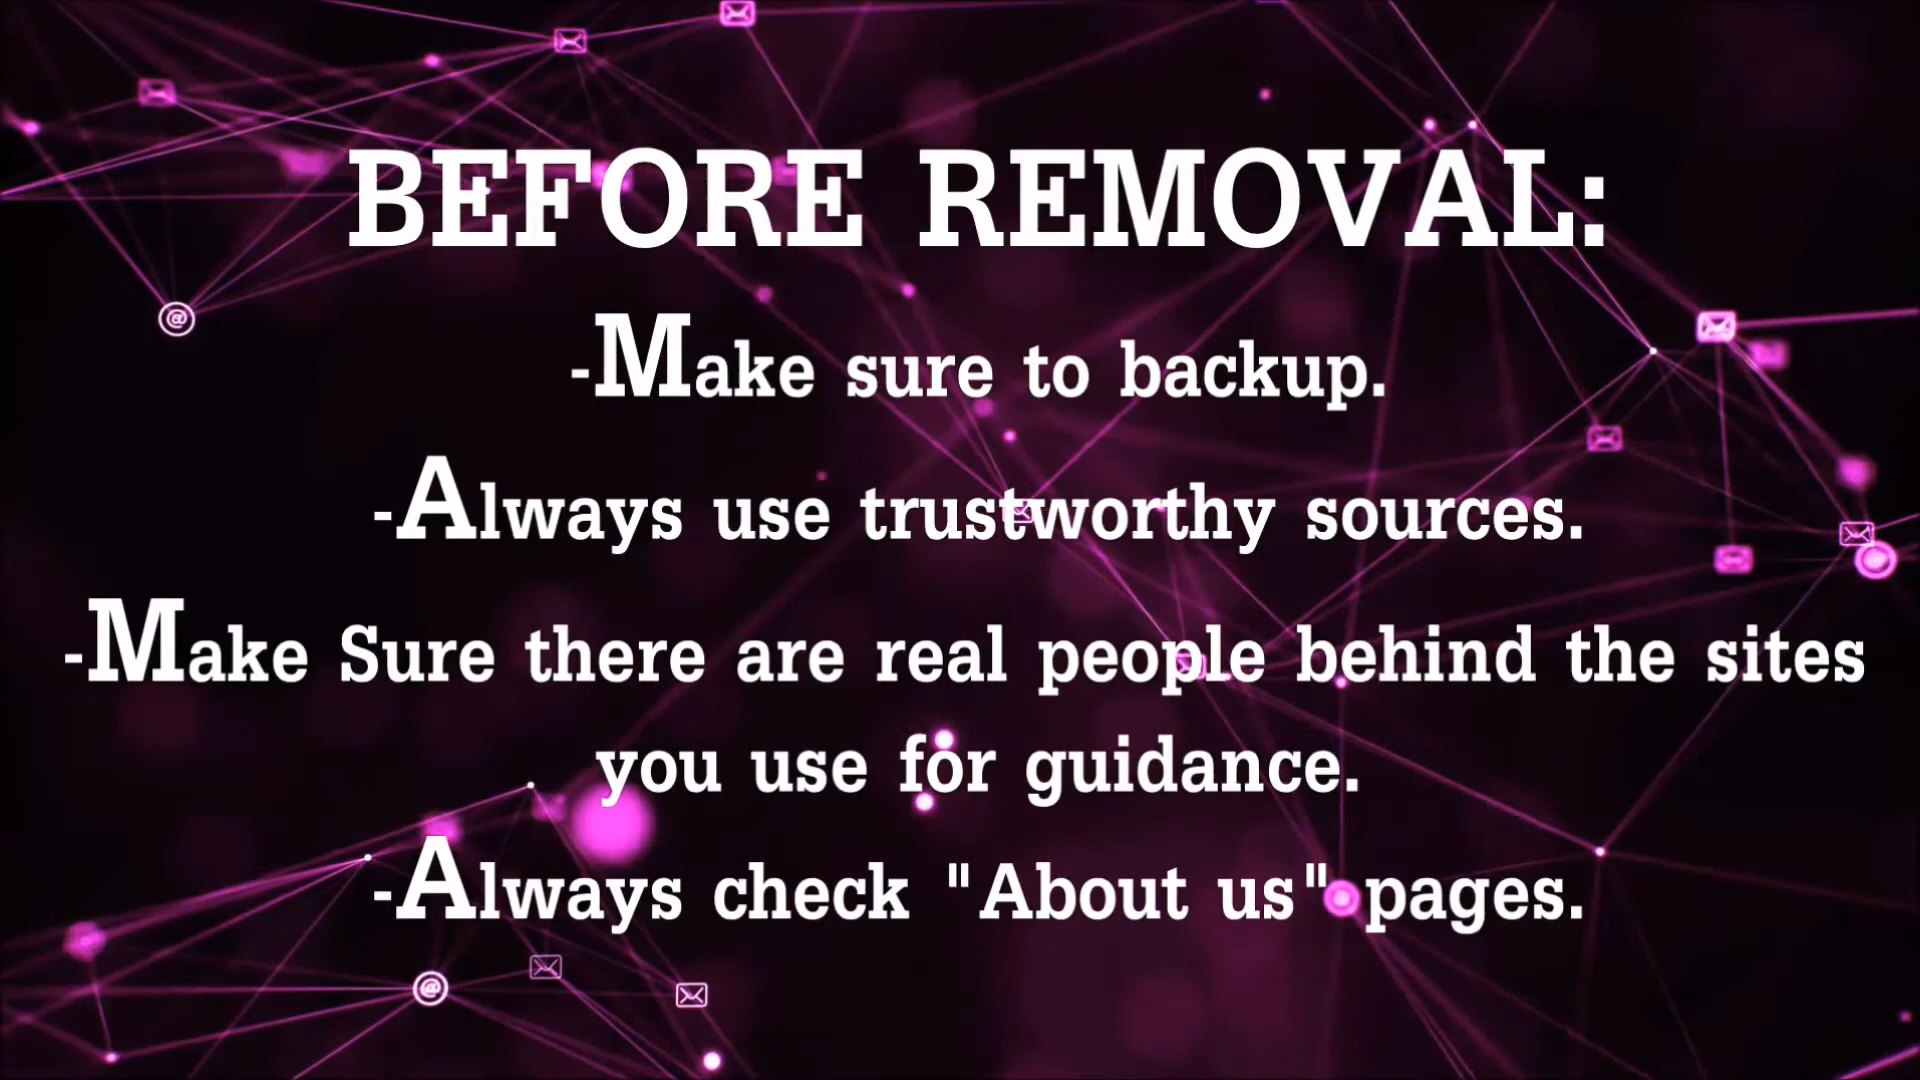 BEFORE REMOVAL:
-Make sure to backup.
-Always use trustworthy sources.
-Make Sure there are real people behind the sites
you use for guidance.
-Always check "About us" pages.